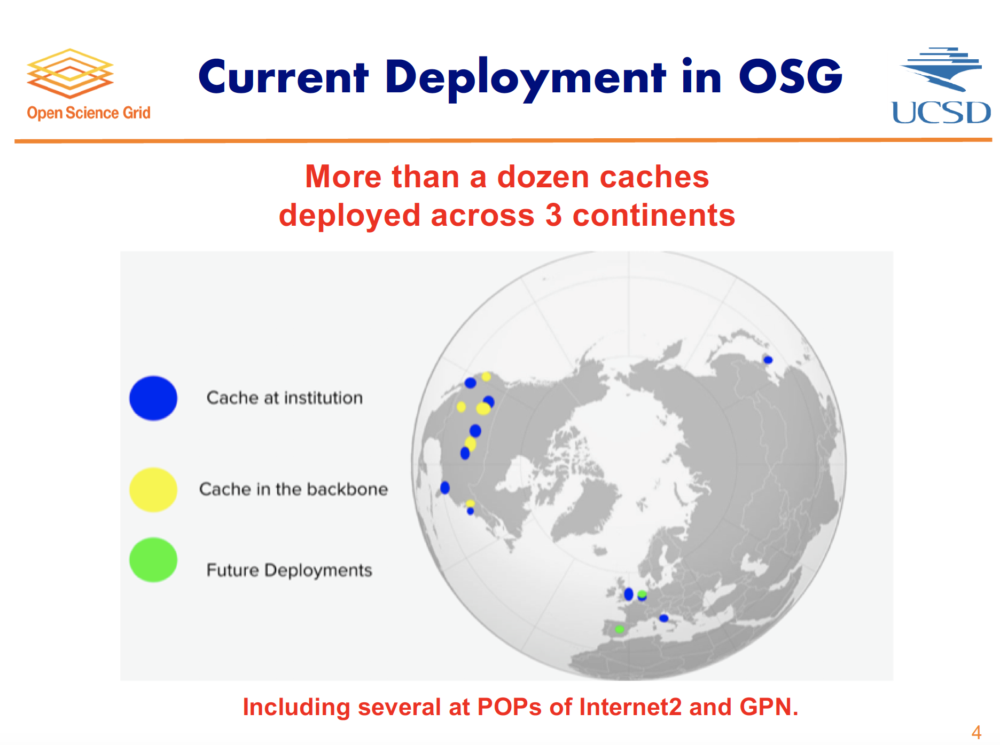 Open Science Grid
Current Deployment in OSG
UCSD
More than a dozen caches
deployed across 3 continents
Cache at institution
Cache in the backbone
Future Deployments
Including several at POPs of Internet2 and GPN.
4